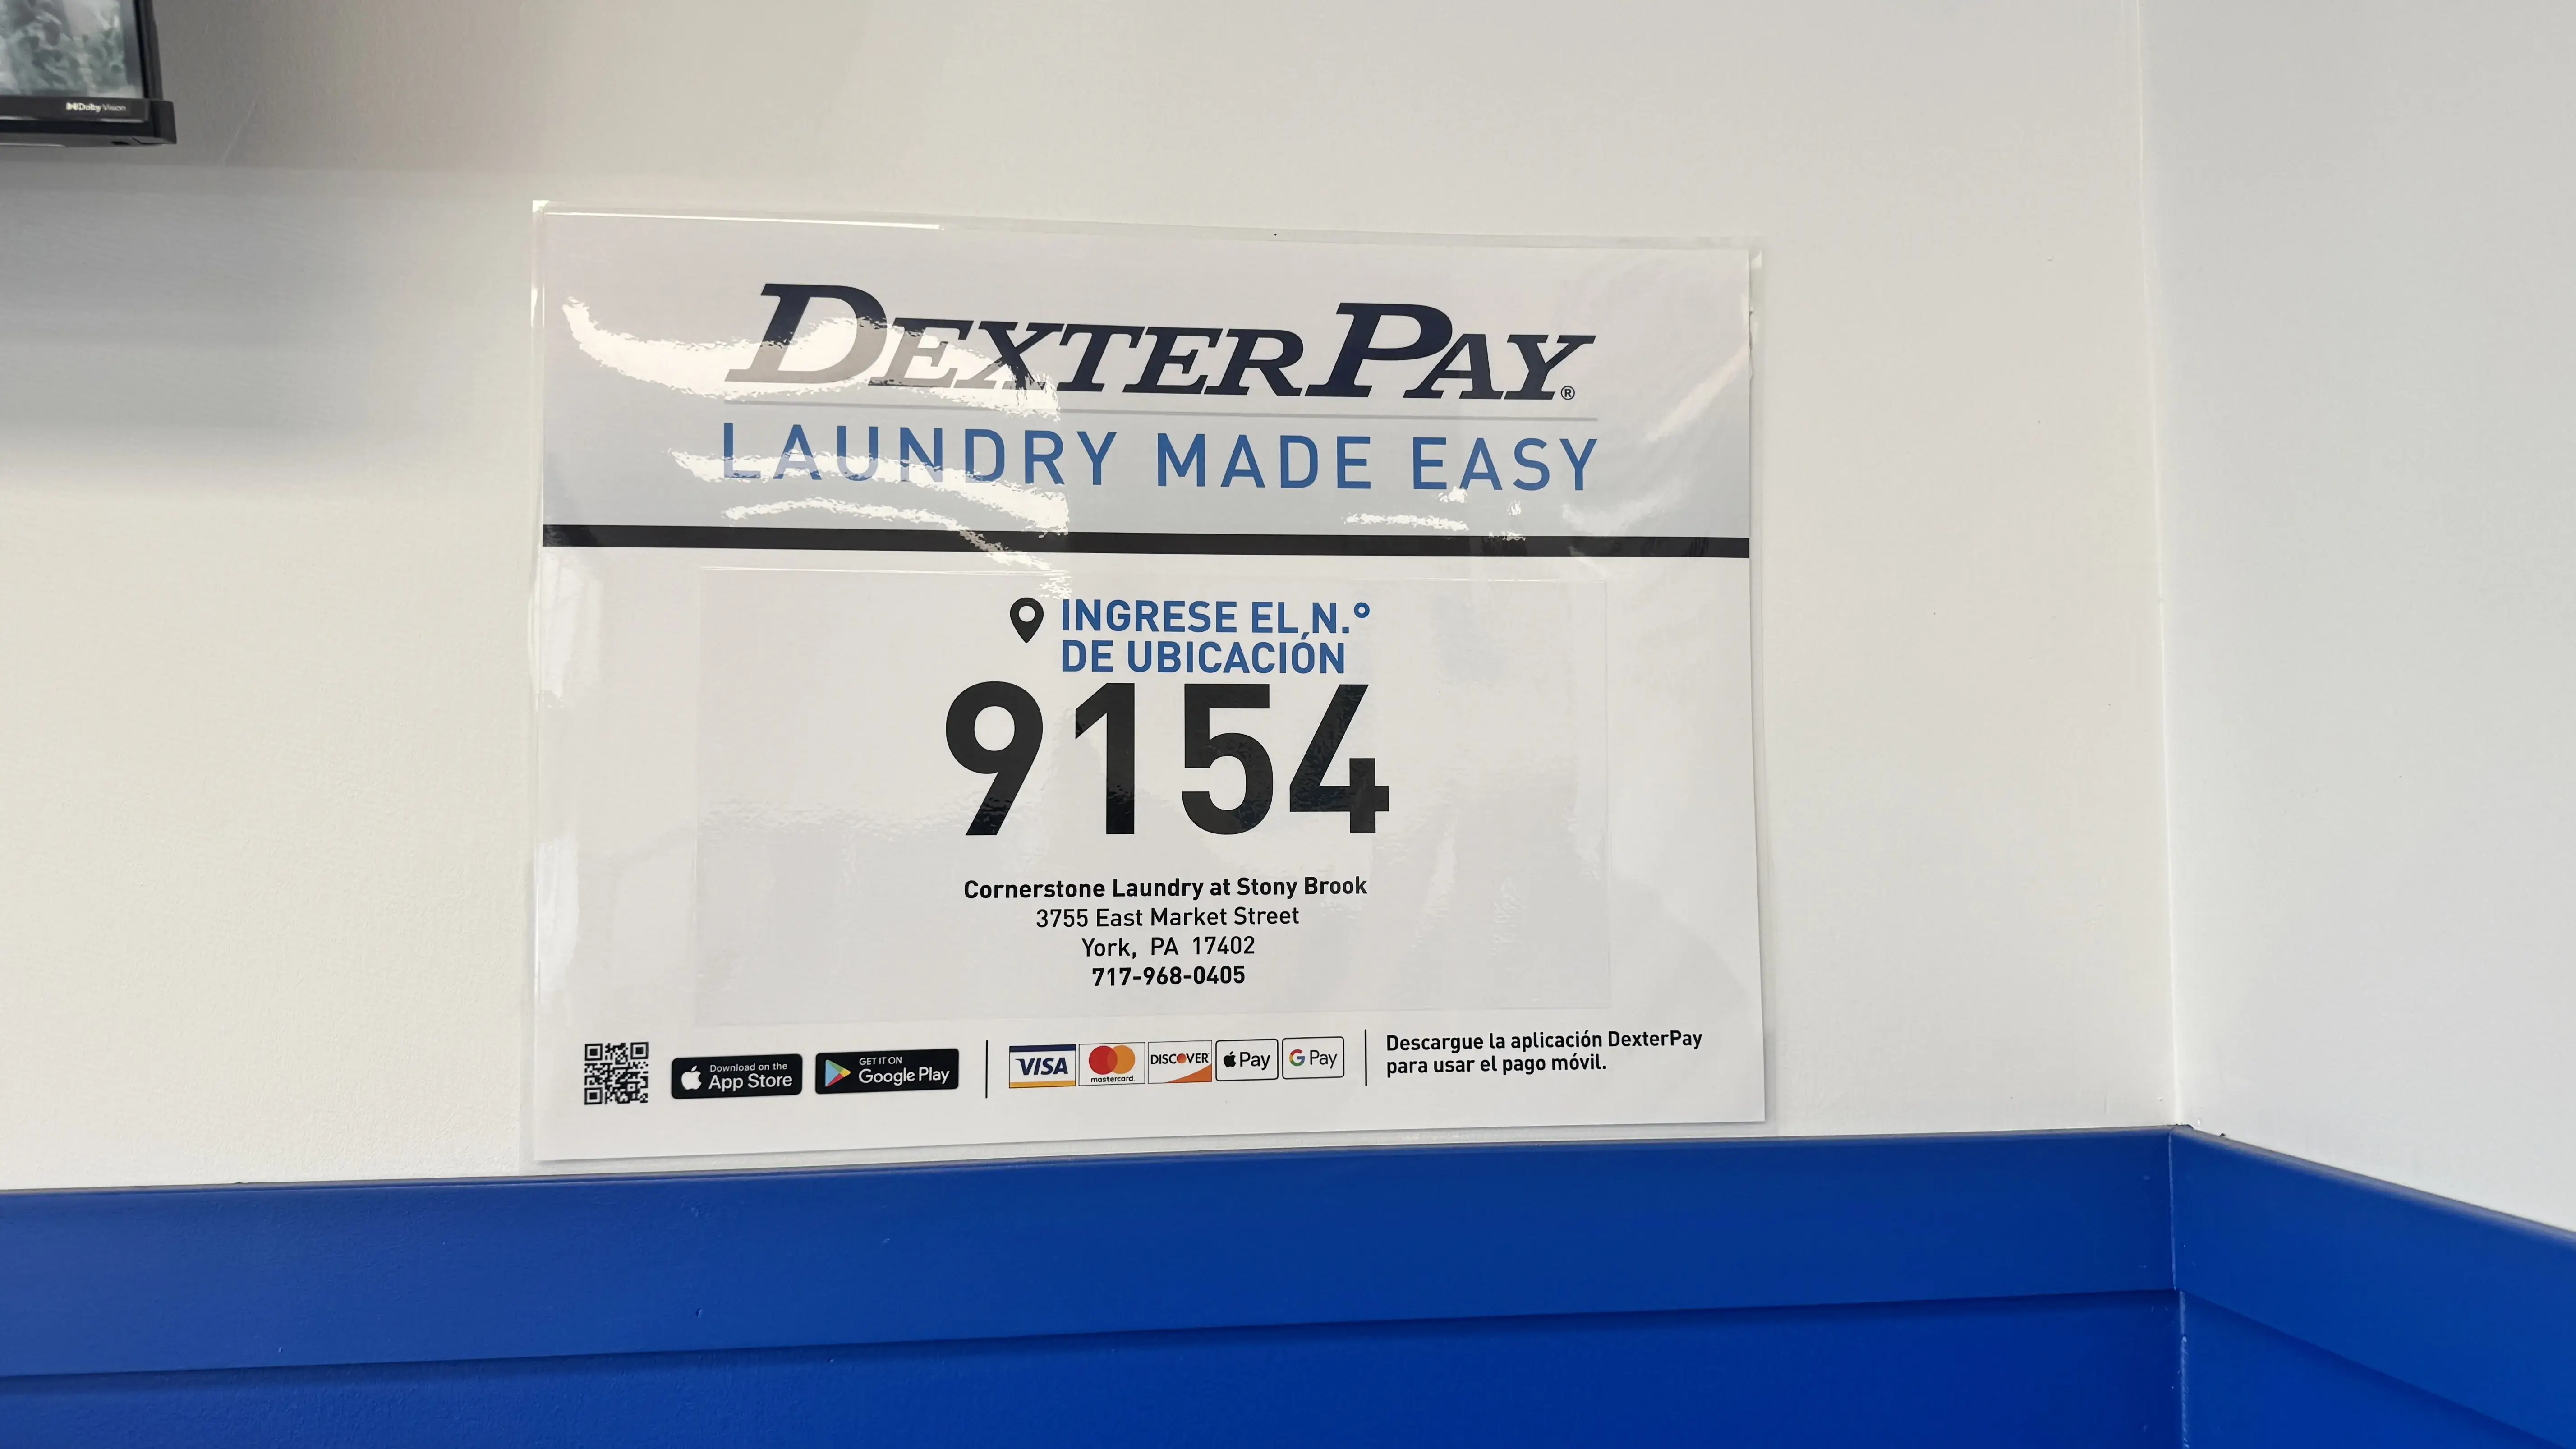 Dolby Vision
DEXTER PAY®
LAUNDRY MADE EASY
INGRESE EL N.°
DE UBICACIÓN
9154
Cornerstone Laundry at Stony Brook
3755 East Market Street
York, PA 17402
717-968-0405
Download on the
App Store
GET IT ON
Google Play
VISA
mastercard.
DISCOVER
Pay
G Pay
Descargue la aplicación DexterPay
para usar el pago móvil.